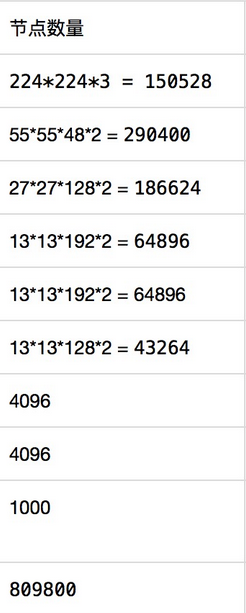 节点数量
224*224*3 = 150528
55*55*48*2 = 290400
27*27*128*2 = 186624
13*13*192*2 = 64896
13*13*192*2 = 64896
13*13*128*2 = 43264
4096
4096
1000
809800